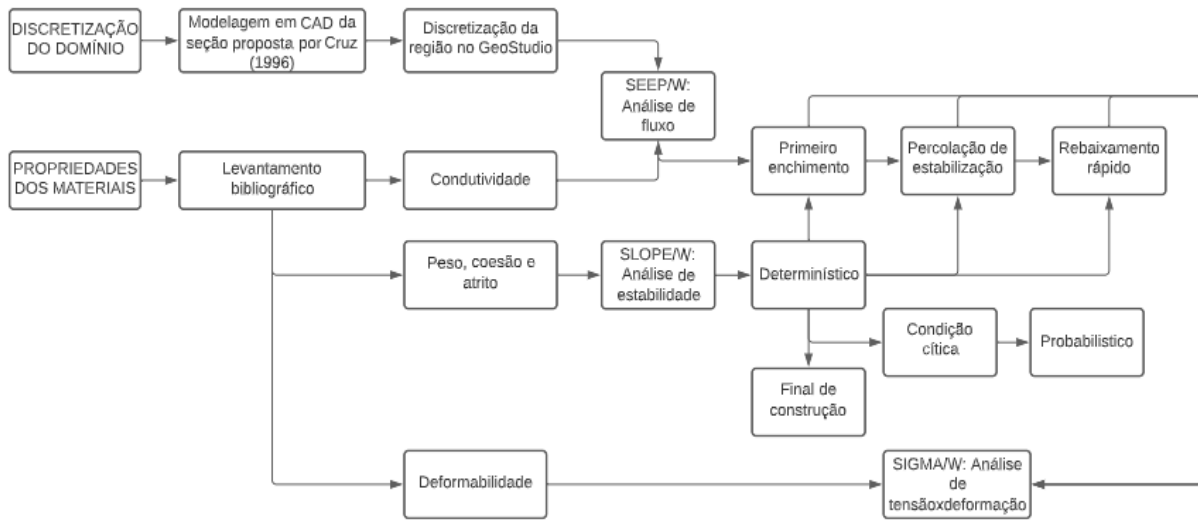 DISCRETIZAÇÃO
DO DOMÍNIO
Modelagem em CAD da
seção proposta por Cruz
(1996)
Discretização da
região no GeoStudio
SEEP/W:
Análise de
fluxo
PROPRIEDADES
DOS MATERIAIS
Levantamento
bibliográfico
Condutividade
Primeiro
enchimento
Percolação de
estabilização
Rebaixamento
rápido
Peso, coesão e
atrito
SLOPE/W:
Análise de
estabilidade
Determinístico
Condição
cítica
Probabilistico
Final de
construção
Deformabilidade
SIGMA/W: Análise
de
tensãoxdeformação